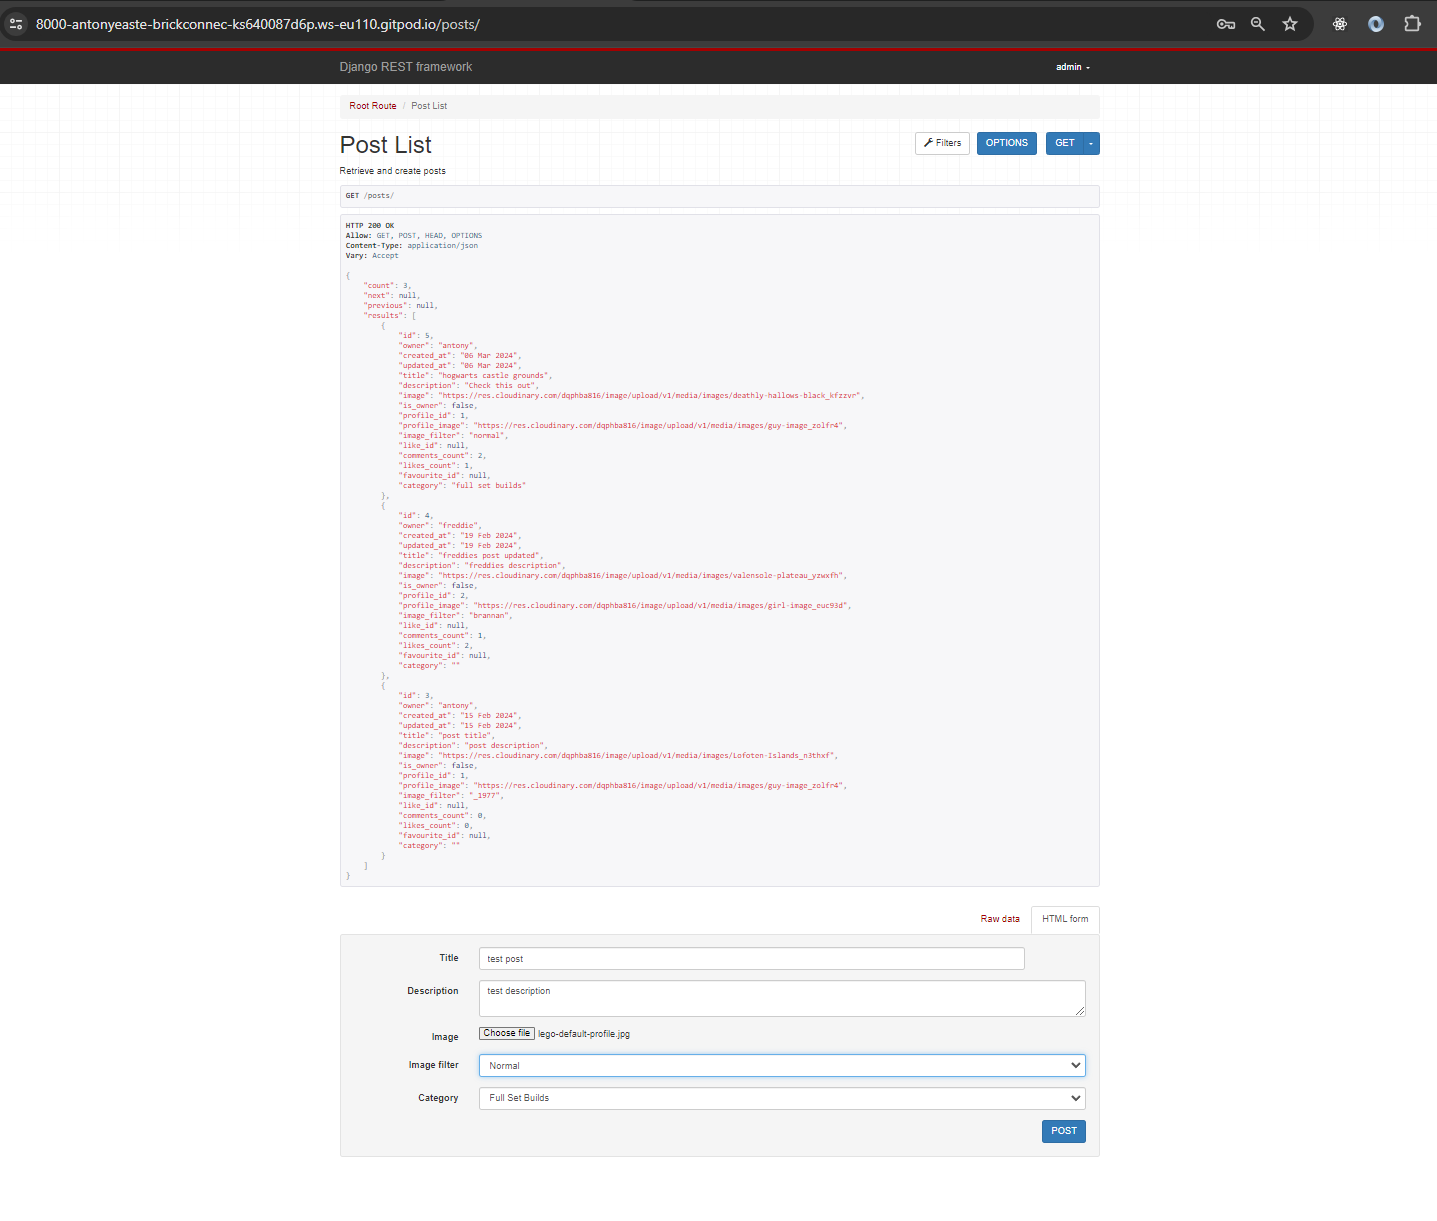 8000-antonyeaste-brickconnec-ks640087d6p.ws-eu110.gitpod.io/posts/
Django REST framework
admin
Root Route / Post List
Post List
Filters
OPTIONS
GET
Retrieve and create posts
GET /posts/
HTTP 200 OK
Allow: GET, POST, HEAD, OPTIONS
Content-Type: application/json
Vary: Accept
{
"count": 3,
"next": null,
"previous": null,
"results": [
{
"id": 5,
"owner": "antony",
"created_at": "06 Mar 2024",
"updated_at": "06 Mar 2024",
"title": "hogwarts castle grounds",
"description": "Check this out",
"image": "https://res.cloudinary.com/dqphba816/image/upload/v1/media/images/deathly-hallows-black_kfzzvr",
"is_owner": false,
"profile_id": 1,
"profile_image": "https://res.cloudinary.com/dqphba816/image/upload/v1/media/images/guy-image_zolfr4",
"image_filter": "normal",
"like_id": null,
"comments_count": 2,
"likes_count": 1,
"favourite_id": null,
"category": "full set builds"
},
{
"id": 4,
"owner": "freddie",
"created_at": "19 Feb 2024",
"updated_at": "19 Feb 2024",
"title": "freddies post updated",
"description": "freddies description",
"image": "https://res.cloudinary.com/dqphba816/image/upload/v1/media/images/valensole-plateau_yzwxfh",
"is_owner": false,
"profile_id": 2,
"profile_image": "https://res.cloudinary.com/dqphba816/image/upload/v1/media/images/girl-image_euc93d",
"image_filter": "brannan",
"like_id": null,
"comments_count": 1,
"likes_count": 2,
"favourite_id": null,
"category": ""
},
{
"id": 3,
"owner": "antony",
"created_at": "15 Feb 2024",
"updated_at": "15 Feb 2024",
"title": "post title",
"description": "post description",
"image": "https://res.cloudinary.com/dqphba816/image/upload/v1/media/images/Lofoten-Islands_n3thxf",
"is_owner": false,
"profile_id": 1,
"profile_image": "https://res.cloudinary.com/dqphba816/image/upload/v1/media/images/guy-image_zolfr4",
"image_filter": "_1977",
"like_id": null,
"comments_count": 0,
"likes_count": 0,
"favourite_id": null,
"category": ""
}
]
}
Raw data
HTML form
Title
test post
Description
test description
Image
Choose file lego-default-profile.jpg
Image filter
Normal
Category
Full Set Builds
POST